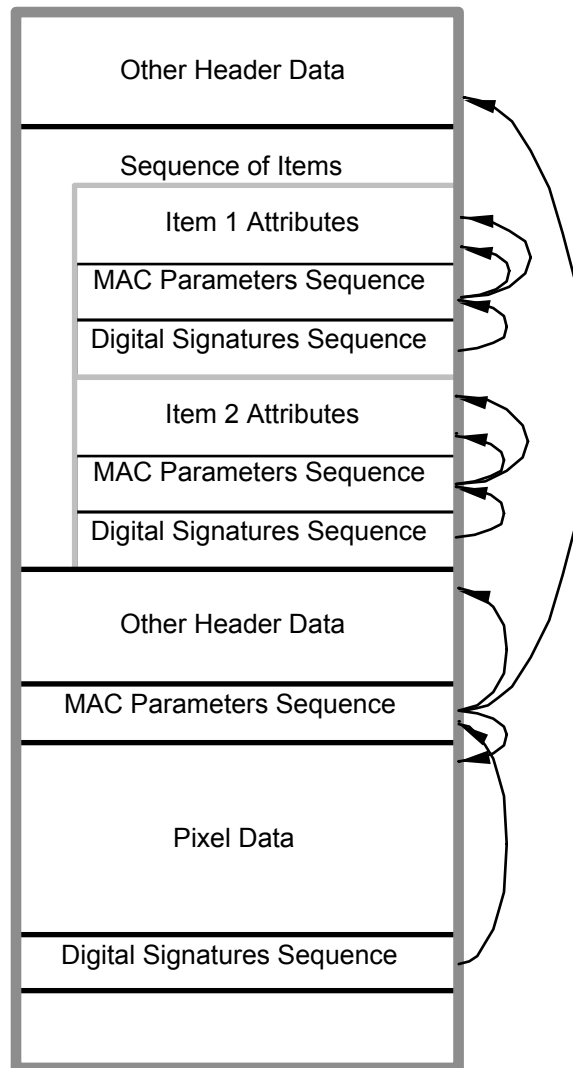 Other Header Data
Sequence of Items
Item 1 Attributes
MAC Parameters Sequence
Digital Signatures Sequence
Item 2 Attributes
MAC Parameters Sequence
Digital Signatures Sequence
Other Header Data
MAC Parameters Sequence
Pixel Data
Digital Signatures Sequence